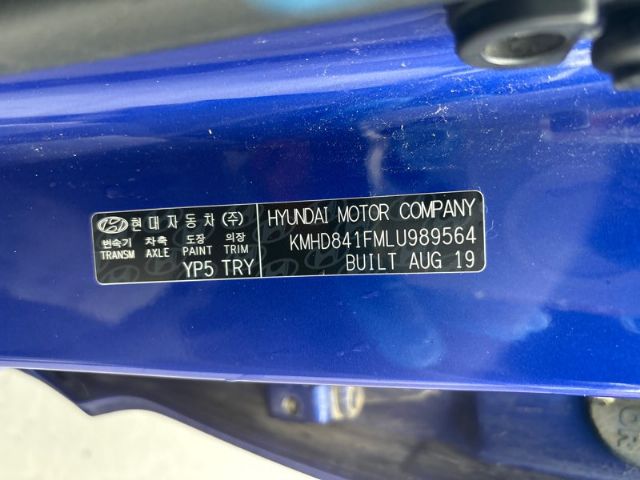 현대자동차(주)
변속기 차축 도장 의장
TRANSM AXLE PAINT TRIM
YP5 TRY
HYUNDAI MOTOR COMPANY
KMHD841FMLU989564
BUILT AUG 19